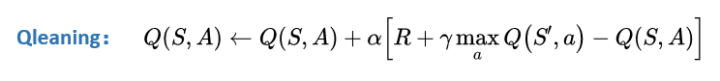 Qleaning： Q(S, A) ← Q(S, A) + α[R + γ max_a Q(S′, a) − Q(S, A)]